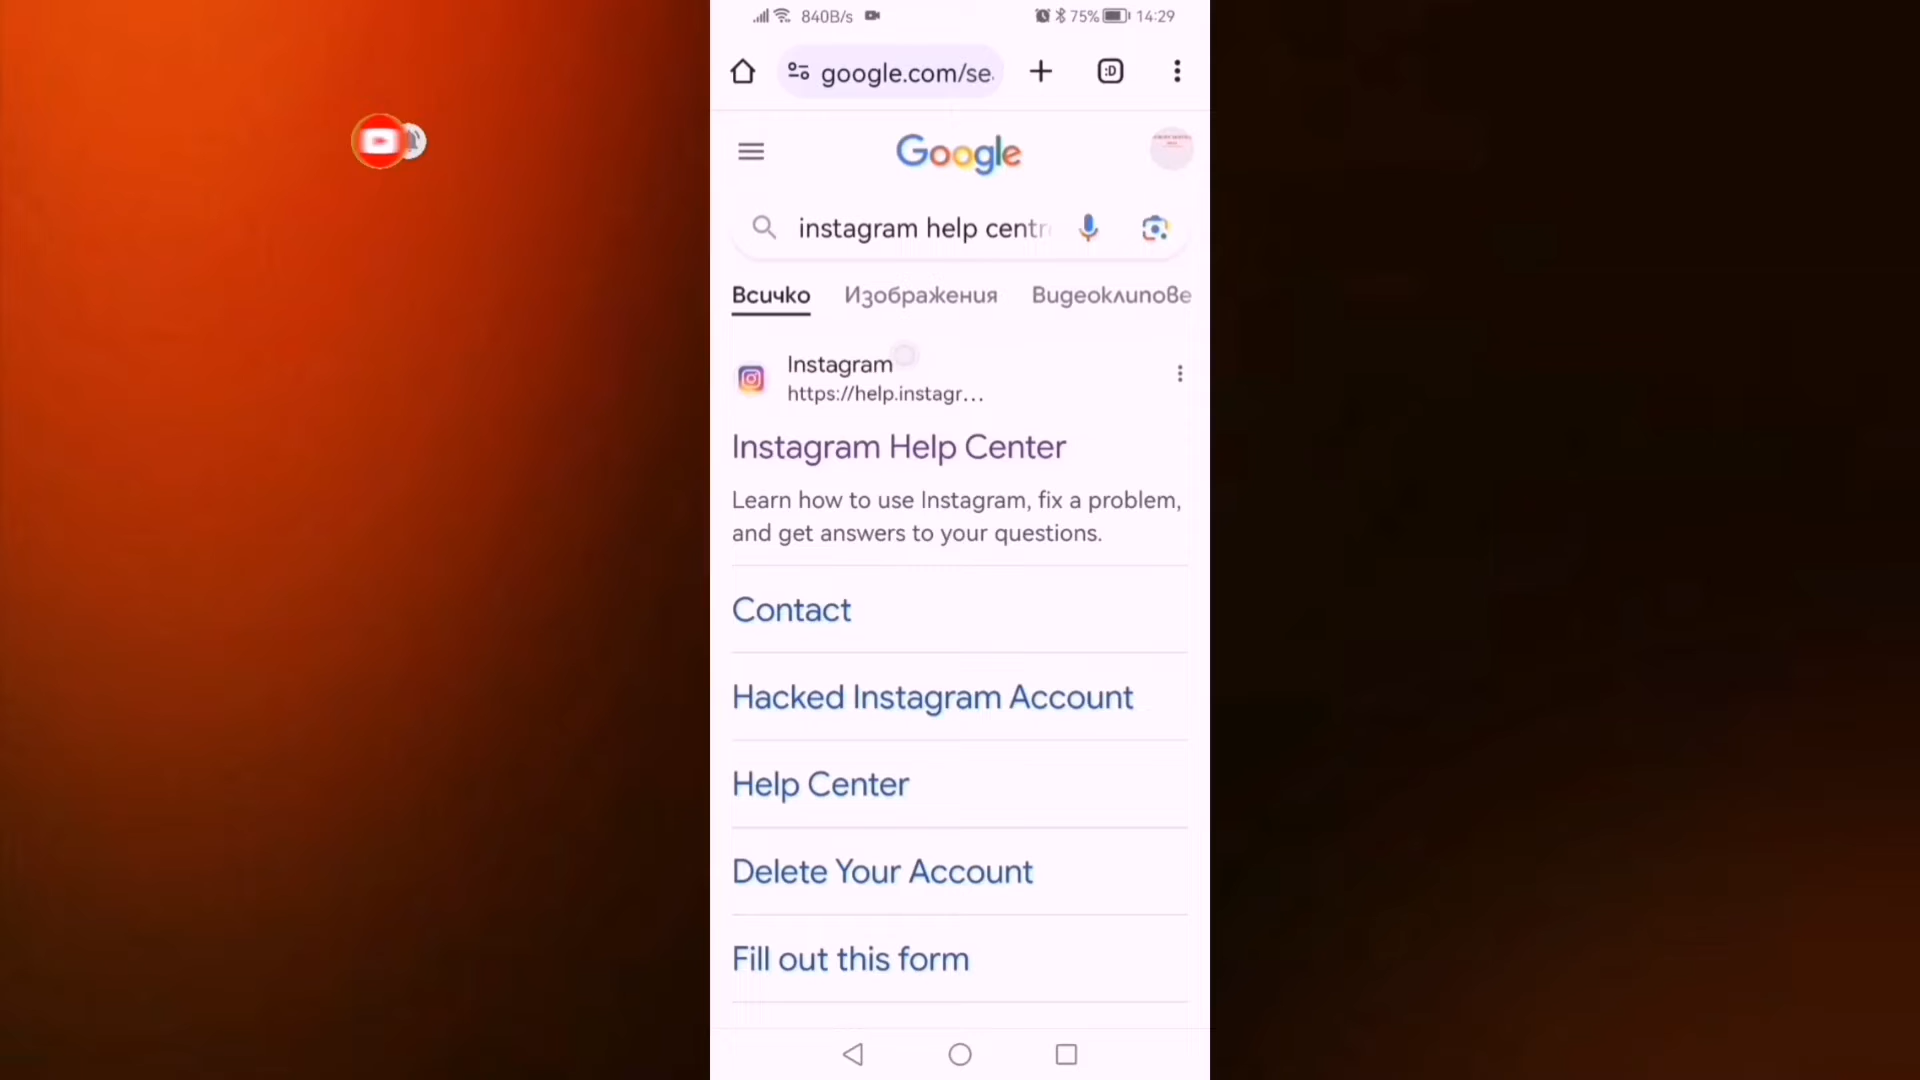 840B/s 75% 14:29
google.com/se
:D
Google
instagram help centr
Всичко Изображения Видеоклипове
Instagram
https://help.instagr...
Instagram Help Center
Learn how to use Instagram, fix a problem,
and get answers to your questions.
Contact
Hacked Instagram Account
Help Center
Delete Your Account
Fill out this form